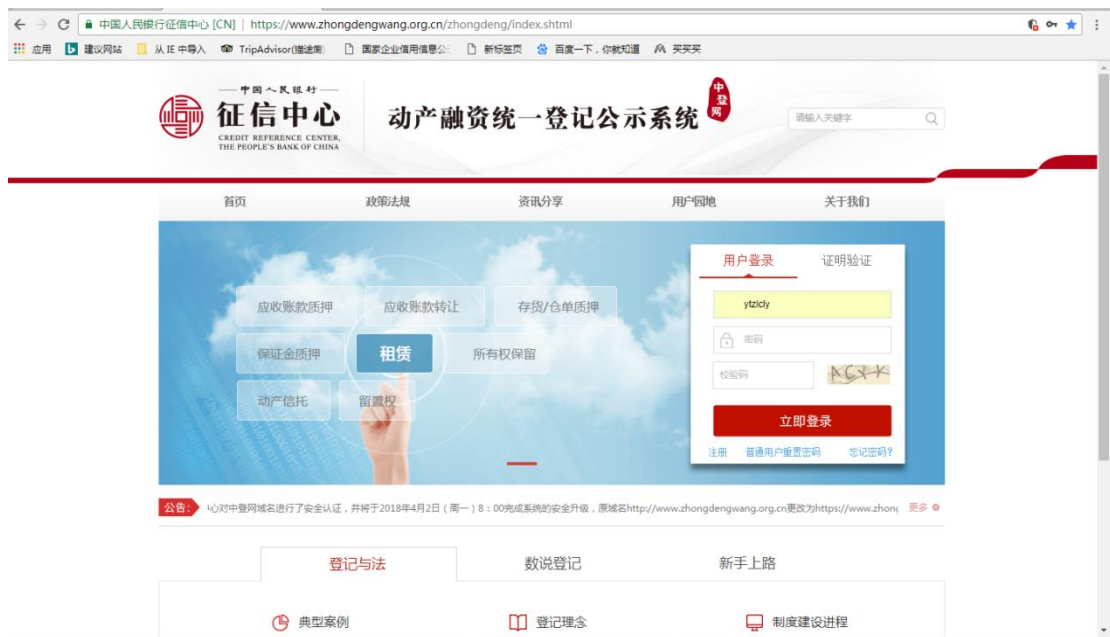 中国人民银行征信中心 [CN] | https://www.zhongdengwang.org.cn/zhongdeng/index.shtml
应用 建议网站 从 IE 中导入 TripAdvisor(猫途鹰) 国家企业信用信息公 新标签页 百度一下，你就知道 买买买
中国人民银行
征信中心
CREDIT REFERENCE CENTER,
THE PEOPLE'S BANK OF CHINA
动产融资统一登记公示系统
中登网
请输入关键字
首页 政策法规 资讯分享 用户园地 关于我们
用户登录 证明验证
应收账款质押 应收账款转让 存货/仓单质押
ytzlcly
保证金质押 租赁 所有权保留
密码
动产信托 留置权
校验码
立即登录
注册 普通用户重置密码 忘记密码?
公告: 心对中登网域名进行了安全认证，并将于2018年4月2日（周一）8：00完成系统的安全升级，原域名http://www.zhongdengwang.org.cn更改为https://www.zhong 更多
登记与法 数说登记 新手上路
典型案例 登记理念 制度建设进程